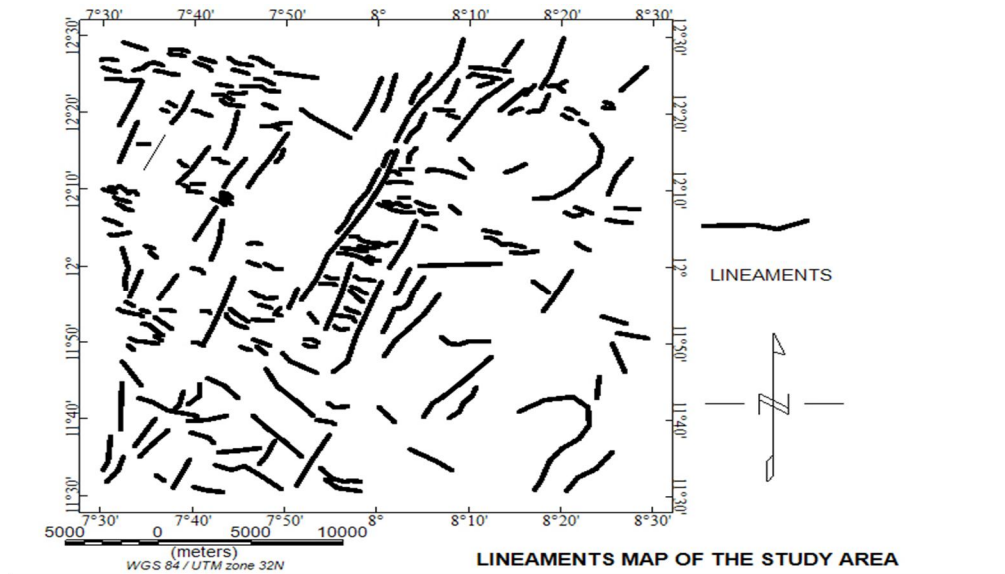 7°30' 7°40' 7°50' 8° 8°10' 8°20' 8°30'
12°30' 12°30'
12°20' 12°20'
12°10' 12°10'
LINEAMENTS
12° 12°
11°50' 11°50'
N
11°40' 11°40'
11°30' 11°30'
7°30' 7°40' 7°50' 8° 8°10' 8°20' 8°30'
5000 0 5000 10000
(meters)
WGS 84 / UTM zone 32N
LINEAMENTS MAP OF THE STUDY AREA